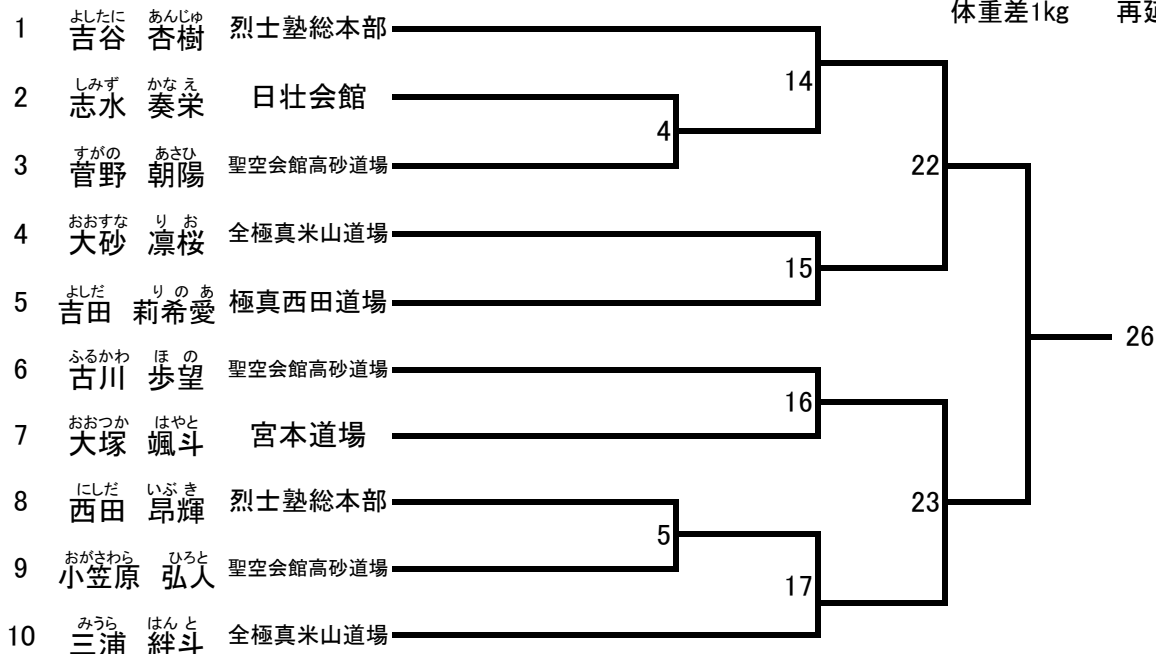 体重差1kg 再延
よしたに あんじゅ
1 吉谷 杏樹 烈士塾総本部
14
しみず かなえ
2 志水 奏栄 日壮会館
4
すがの あさひ
3 菅野 朝陽 聖空会館高砂道場
22
おおすな りお
4 大砂 凛桜 全極真米山道場
15
よしだ りのあ
5 吉田 莉希愛 極真西田道場
26
ふるかわ ほの
6 古川 歩望 聖空会館高砂道場
16
おおつか はやと
7 大塚 颯斗 宮本道場
にしだ いぶき
8 西田 昂輝 烈士塾総本部
23
5
おがさわら ひろと
9 小笠原 弘人 聖空会館高砂道場
17
みうら はんと
10 三浦 絆斗 全極真米山道場